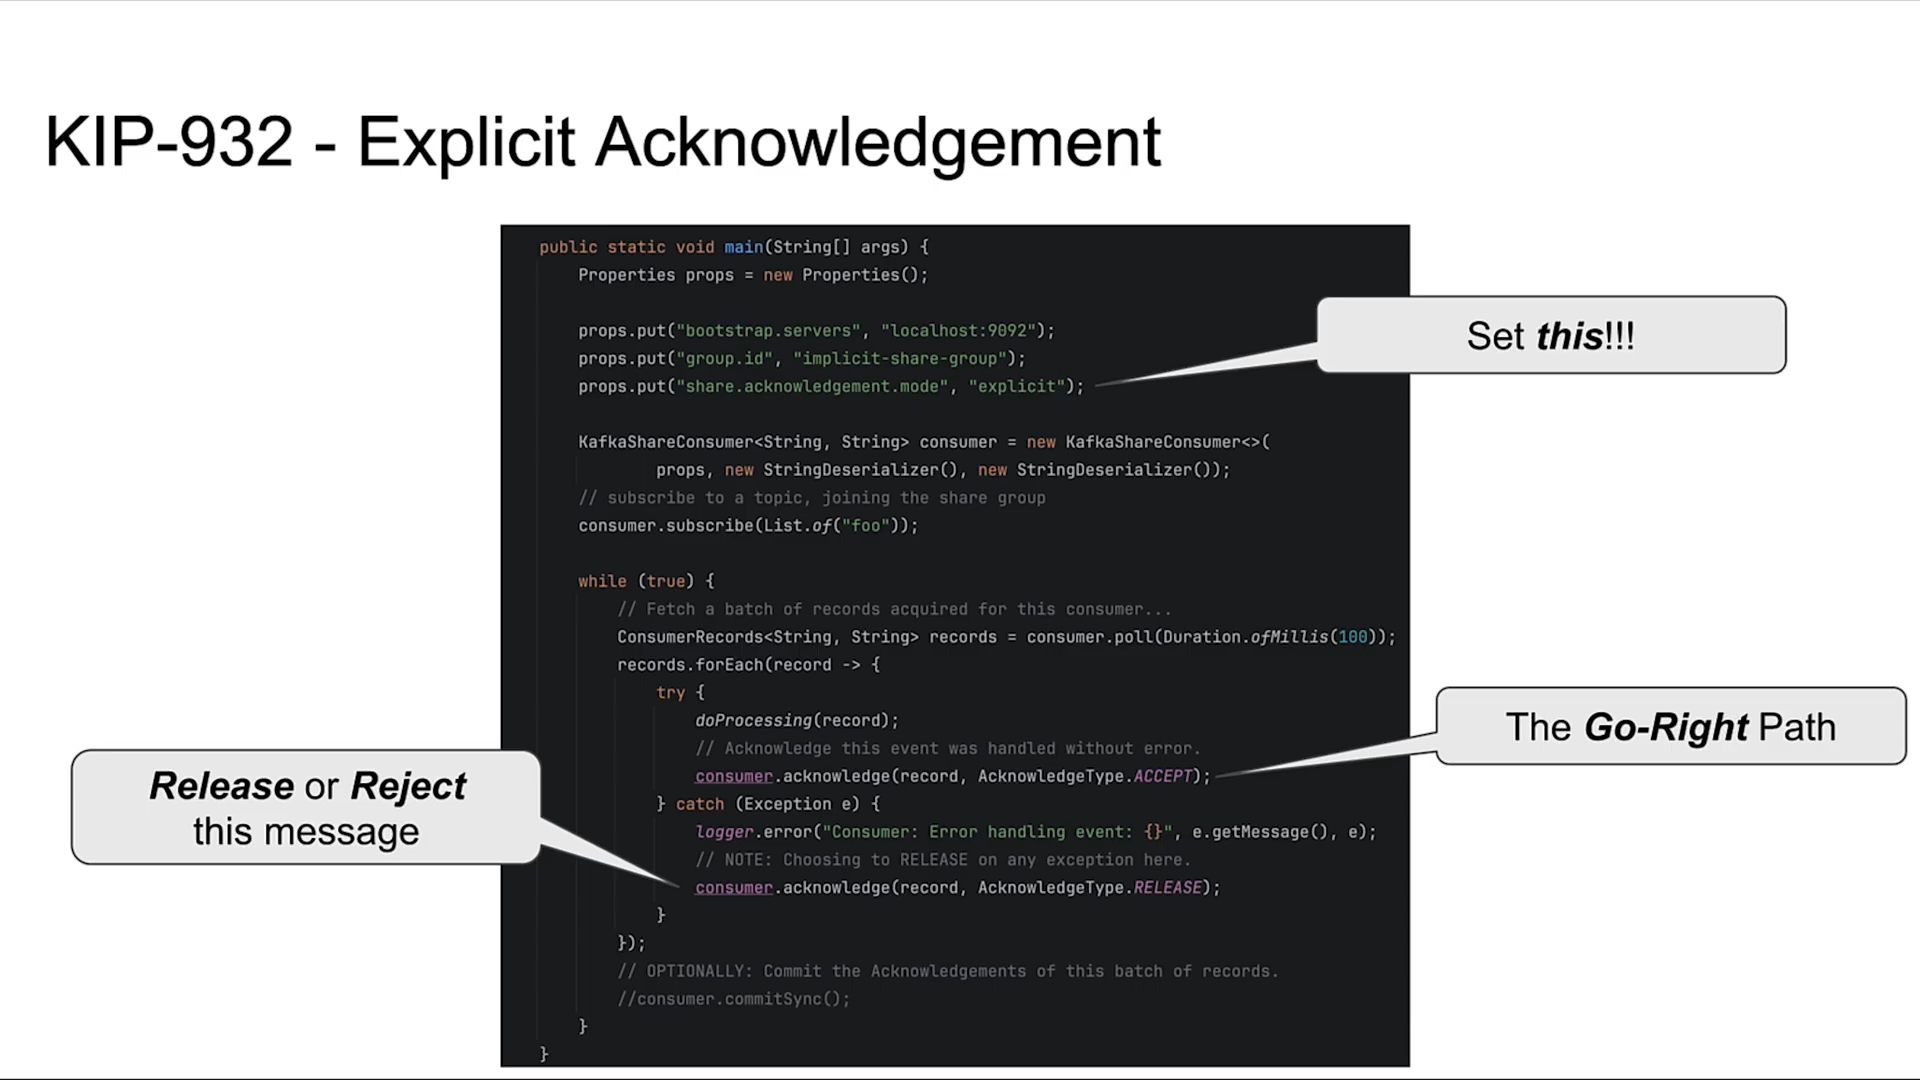 KIP-932 - Explicit Acknowledgement
public static void main(String[] args) {
Properties props = new Properties();
props.put("bootstrap.servers", "localhost:9092");
props.put("group.id", "implicit-share-group");
props.put("share.acknowledgement.mode", "explicit");
Set this!!!
KafkaShareConsumer<String, String> consumer = new KafkaShareConsumer<>(
props, new StringDeserializer(), new StringDeserializer());
// subscribe to a topic, joining the share group
consumer.subscribe(List.of("foo"));
while (true) {
// Fetch a batch of records acquired for this consumer...
ConsumerRecords<String, String> records = consumer.poll(Duration.ofMillis(100));
records.forEach(record -> {
try {
doProcessing(record);
// Acknowledge this event was handled without error.
consumer.acknowledge(record, AcknowledgeType.ACCEPT);
The Go-Right Path
} catch (Exception e) {
logger.error("Consumer: Error handling event: {}", e.getMessage(), e);
// NOTE: Choosing to RELEASE on any exception here.
consumer.acknowledge(record, AcknowledgeType.RELEASE);
Release or Reject
this message
}
});
// OPTIONALLY: Commit the Acknowledgements of this batch of records.
//consumer.commitSync();
}
}